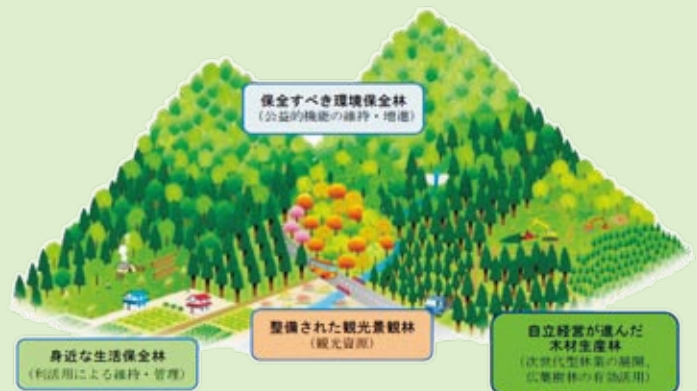 保全すべき環境保全林
(公益的機能の維持・増進)
整備された観光景観林
(観光資源)
身近な生活保全林
(利活用による維持・管理)
自立経営が進んだ
木材生産林
(次世代型林業の展開、
広葉樹林の有効活用)